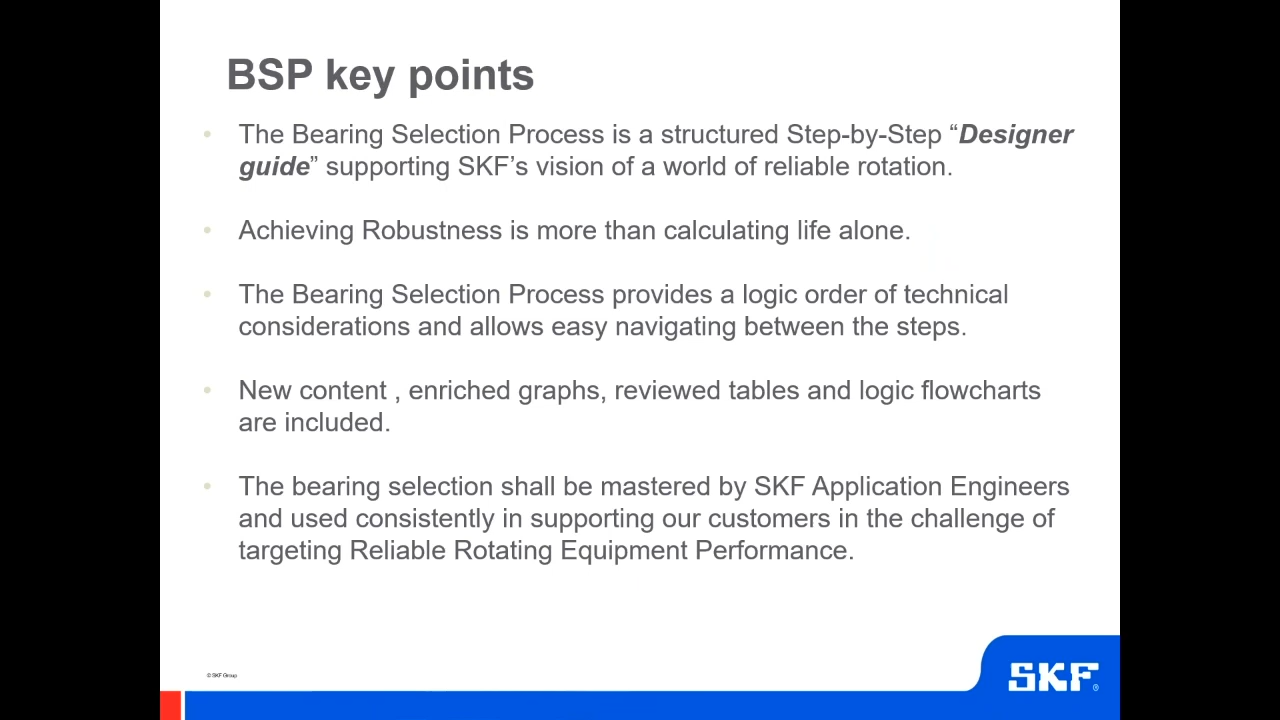 BSP key points
• The Bearing Selection Process is a structured Step-by-Step “Designer
guide” supporting SKF’s vision of a world of reliable rotation.
• Achieving Robustness is more than calculating life alone.
• The Bearing Selection Process provides a logic order of technical
considerations and allows easy navigating between the steps.
• New content , enriched graphs, reviewed tables and logic flowcharts
are included.
• The bearing selection shall be mastered by SKF Application Engineers
and used consistently in supporting our customers in the challenge of
targeting Reliable Rotating Equipment Performance.
© SKF Group
SKF®